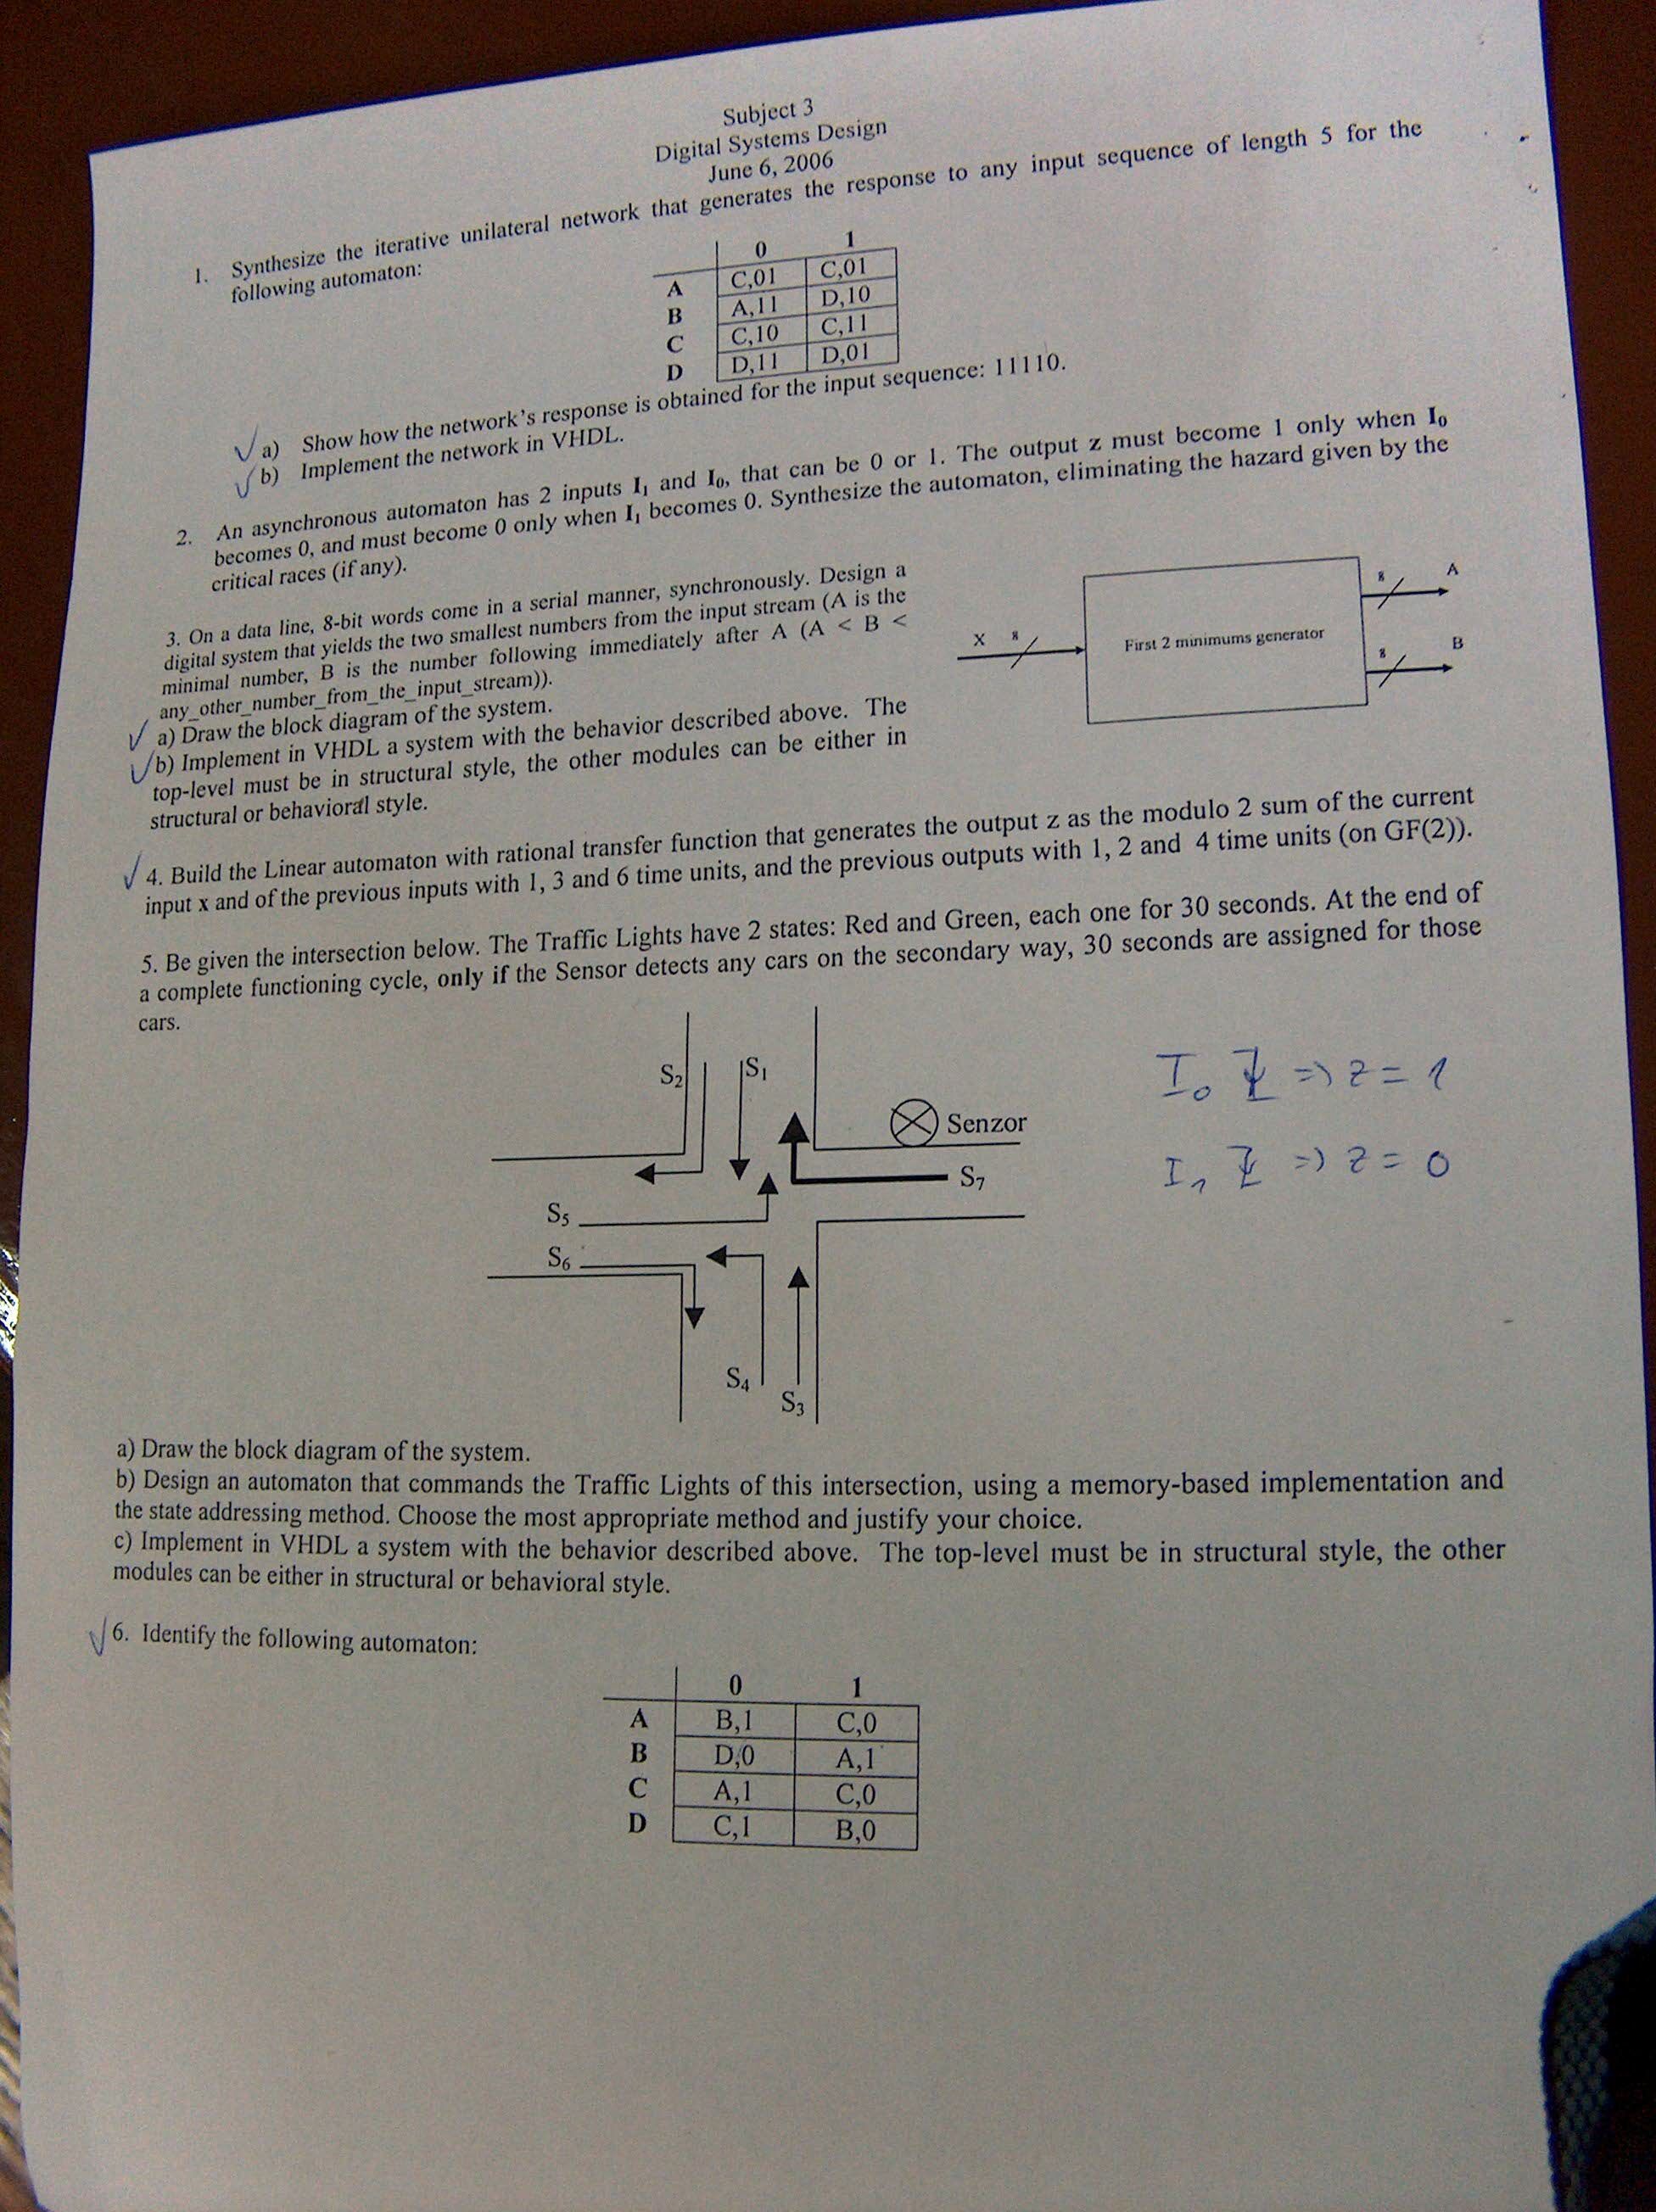 Subject 3
Digital Systems Design
June 6, 2006
1. Synthesize the iterative unilateral network that generates the response to any input sequence of length 5 for the
following automaton:
0 1
A C,01 C,01
B A,11 D,10
C C,10 C,11
D D,11 D,01
a) Show how the network's response is obtained for the input sequence: 11110.
b) Implement the network in VHDL.
2. An asynchronous automaton has 2 inputs I1 and I0, that can be 0 or 1. The output z must become 1 only when I0
becomes 0, and must become 0 only when I1 becomes 0. Synthesize the automaton, eliminating the hazard given by the
critical races (if any).
3. On a data line, 8-bit words come in a serial manner, synchronously. Design a
digital system that yields the two smallest numbers from the input stream (A is the
minimal number, B is the number following immediately after A (A < B <
any_other_number_from_the_input_stream)).
a) Draw the block diagram of the system.
b) Implement in VHDL a system with the behavior described above. The
top-level must be in structural style, the other modules can be either in
structural or behavioral style.
X 8
First 2 minimums generator
8 A
8 B
4. Build the Linear automaton with rational transfer function that generates the output z as the modulo 2 sum of the current
input x and of the previous inputs with 1, 3 and 6 time units, and the previous outputs with 1, 2 and 4 time units (on GF(2)).
5. Be given the intersection below. The Traffic Lights have 2 states: Red and Green, each one for 30 seconds. At the end of
a complete functioning cycle, only if the Sensor detects any cars on the secondary way, 30 seconds are assigned for those
cars.
S2 S1
Senzor
S7
S5
S6
S4
S3
I0 => z = 1
I1 => z = 0
a) Draw the block diagram of the system.
b) Design an automaton that commands the Traffic Lights of this intersection, using a memory-based implementation and
the state addressing method. Choose the most appropriate method and justify your choice.
c) Implement in VHDL a system with the behavior described above. The top-level must be in structural style, the other
modules can be either in structural or behavioral style.
6. Identify the following automaton:
0 1
A B,1 C,0
B D,0 A,1
C A,1 C,0
D C,1 B,0